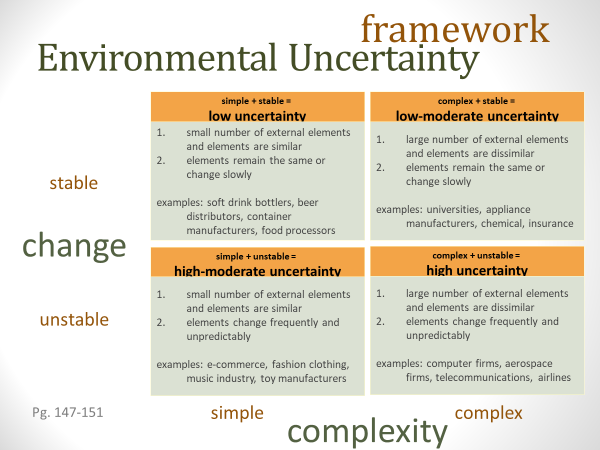 framework
Environmental Uncertainty
simple + stable =
low uncertainty
1. small number of external elements
and elements are similar
2. elements remain the same or
change slowly
examples: soft drink bottlers, beer
distributors, container
manufacturers, food processors
complex + stable =
low-moderate uncertainty
1. large number of external elements
and elements are dissimilar
2. elements remain the same or
change slowly
examples: universities, appliance
manufacturers, chemical, insurance
stable
change
unstable
simple + unstable =
high-moderate uncertainty
1. small number of external elements
and elements are similar
2. elements change frequently and
unpredictably
examples: e-commerce, fashion clothing,
music industry, toy manufacturers
complex + unstable =
high uncertainty
1. large number of external elements
and elements are dissimilar
2. elements change frequently and
unpredictably
examples: computer firms, aerospace
firms, telecommunications, airlines
Pg. 147-151
simple
complex
complexity